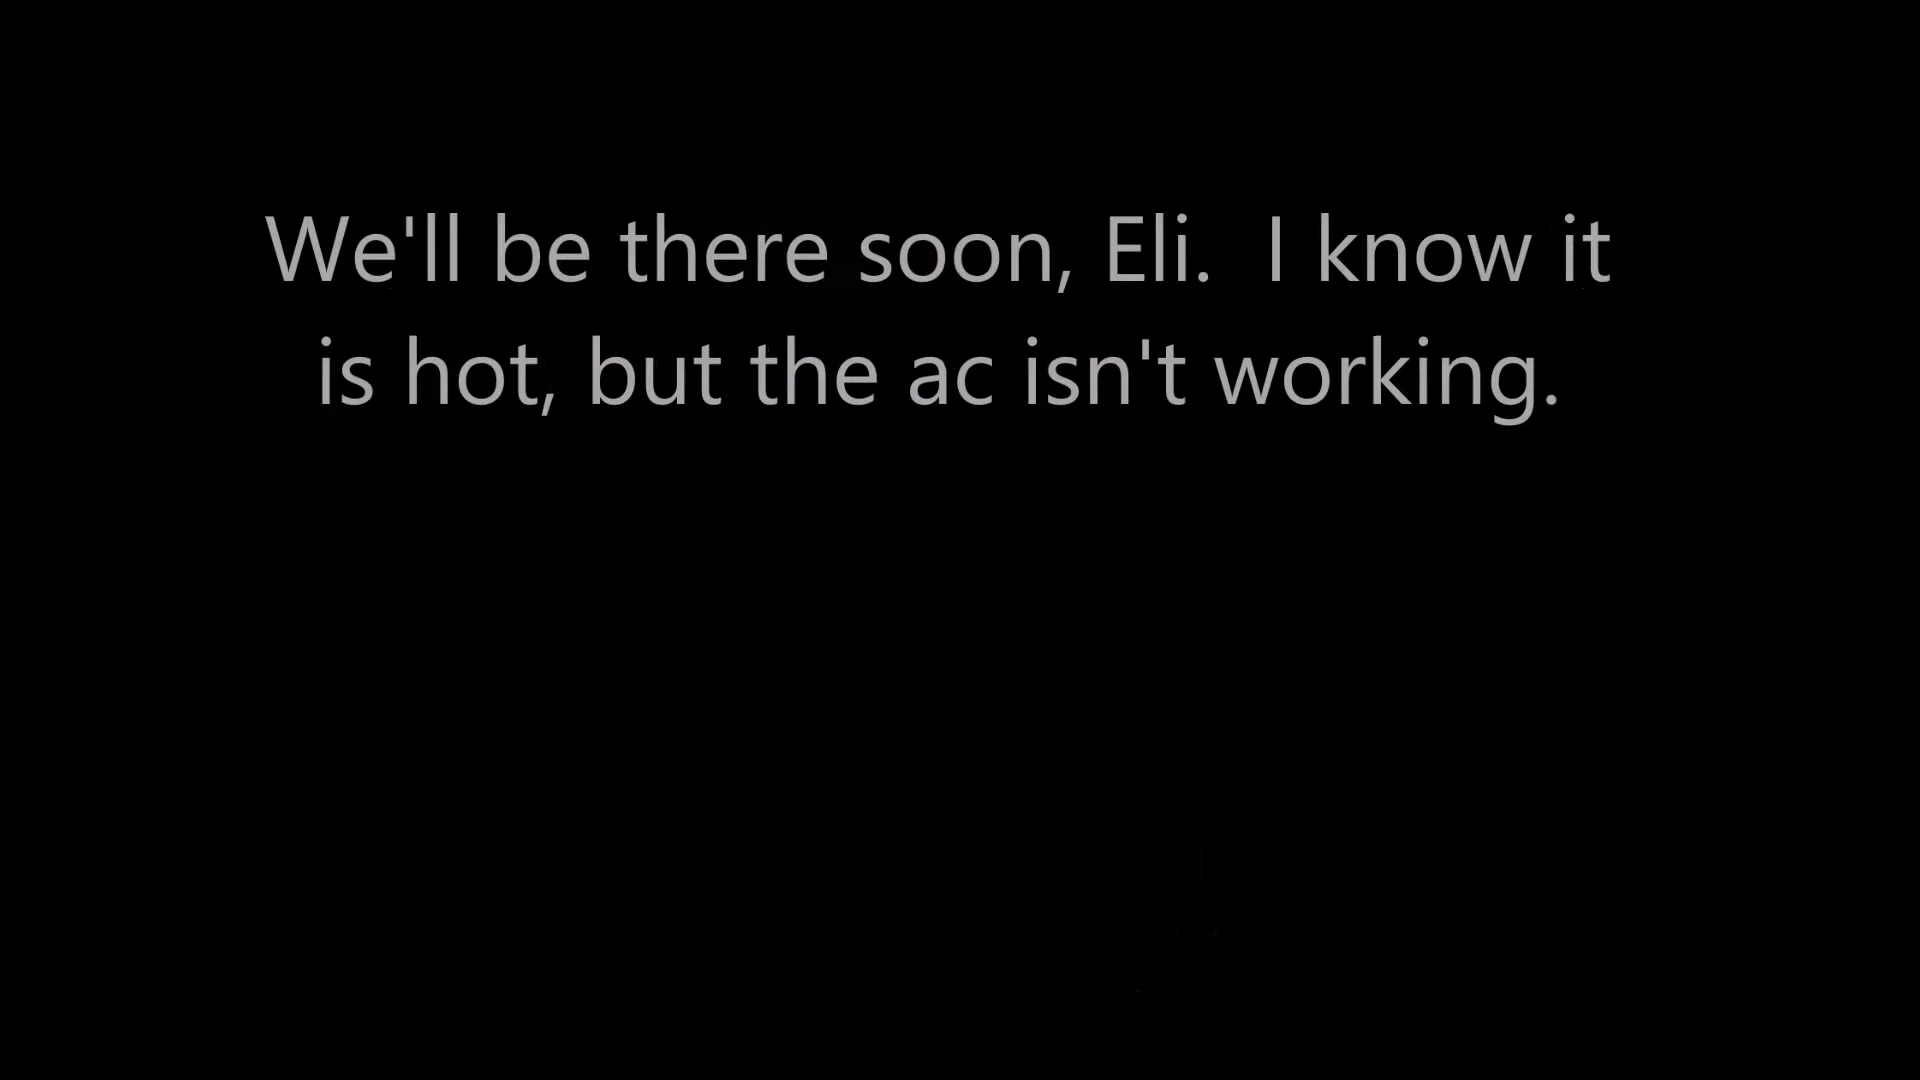 We'll be there soon, Eli.  I know it
is hot, but the ac isn't working.